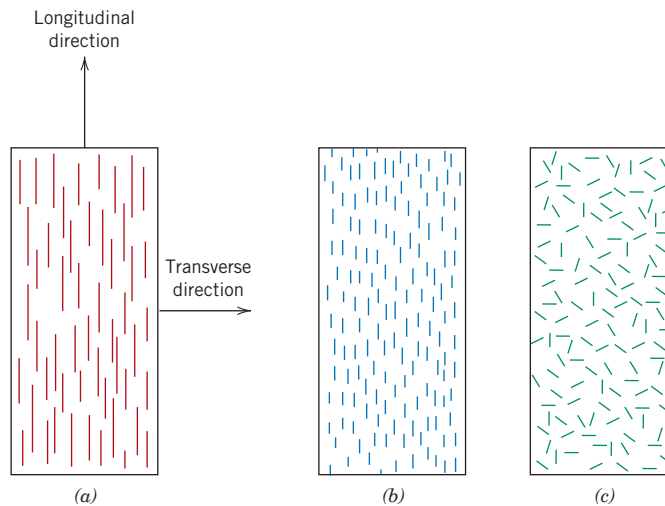 Longitudinal
direction
Transverse
direction
(a)
(b)
(c)